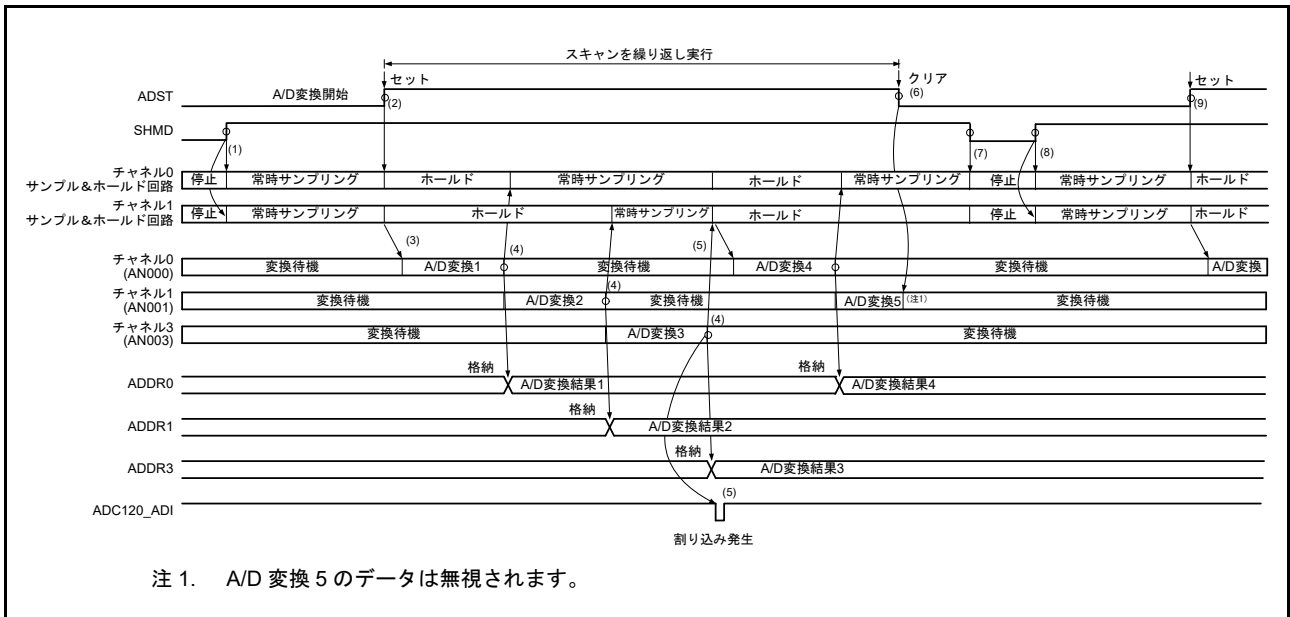 スキャンを繰り返し実行
セット クリア セット
ADST A/D変換開始 (2) (6) (9)
SHMD (1) (7) (8)
チャネル0
サンプル＆ホールド回路 停止 常時サンプリング ホールド 常時サンプリング ホールド 常時サンプリング 停止 常時サンプリング ホールド
チャネル1
サンプル＆ホールド回路 停止 常時サンプリング ホールド 常時サンプリング ホールド 停止 常時サンプリング ホールド
(3) (4) (5)
チャネル0
(AN000) 変換待機 A/D変換1 変換待機 A/D変換4 変換待機 A/D変換
(4)
チャネル1
(AN001) 変換待機 A/D変換2 変換待機 A/D変換5 (注1) 変換待機
(4)
チャネル3
(AN003) 変換待機 A/D変換3 変換待機
格納 格納
ADDR0 A/D変換結果1 A/D変換結果4
格納
ADDR1 A/D変換結果2
格納
ADDR3 A/D変換結果3
(5)
ADC120_ADI
割り込み発生
注 1. A/D 変換 5 のデータは無視されます。